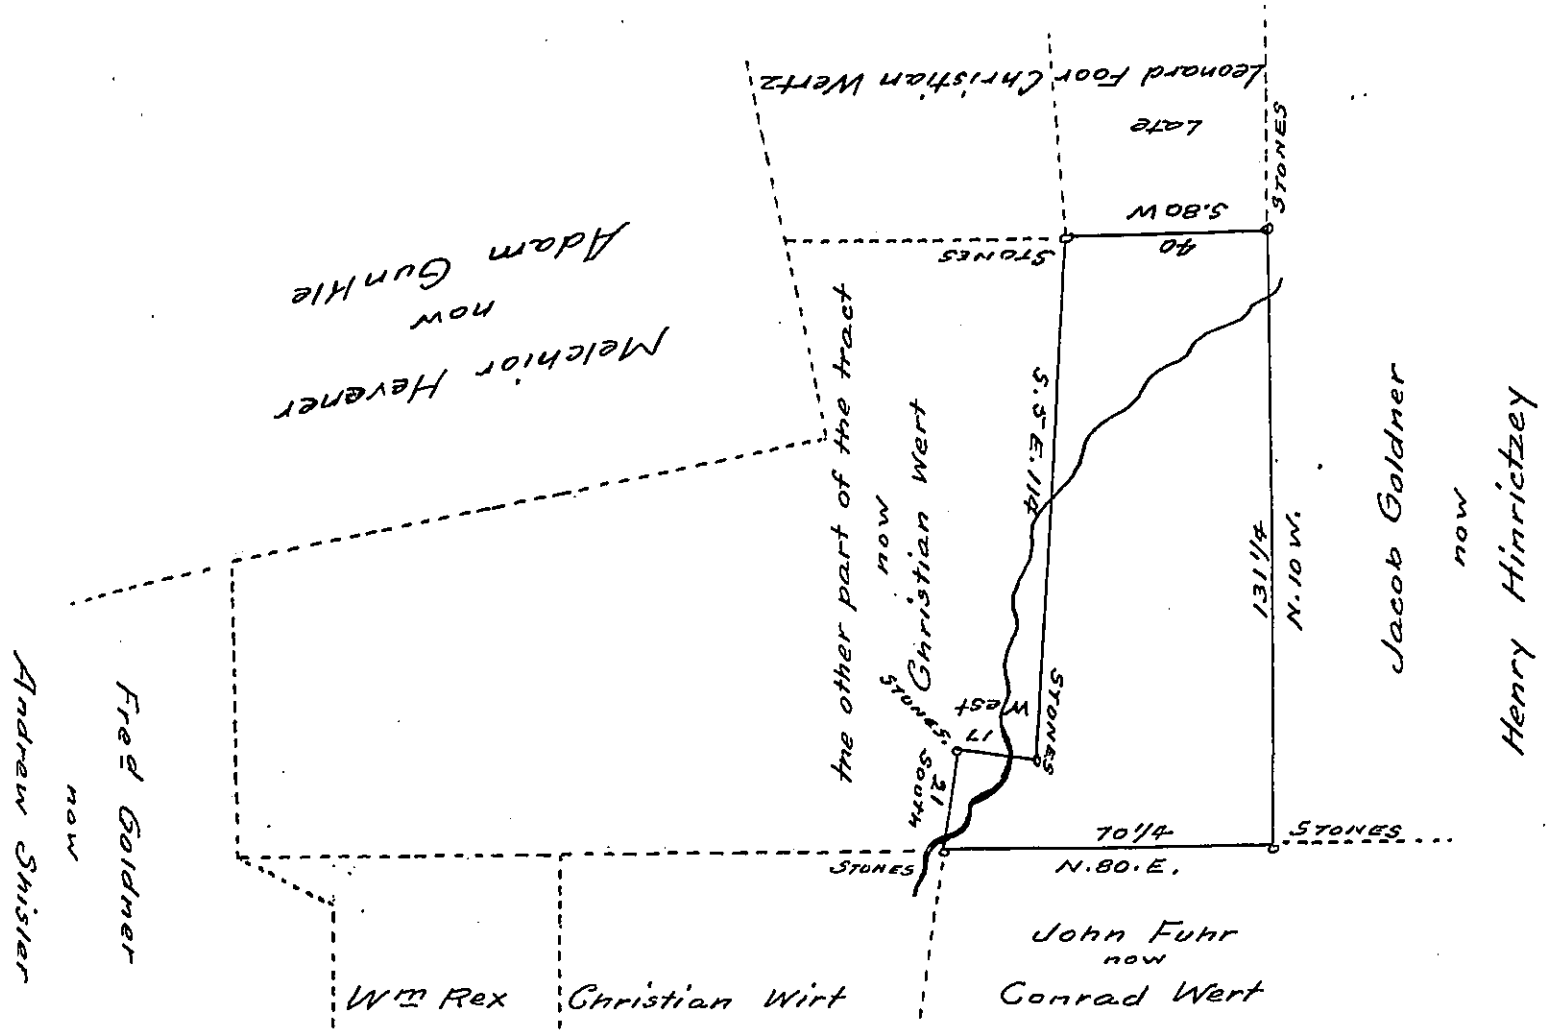 Leonard Foor Christian Wertz
Late
STONES
S.80W
40
STONES
Adam Gunkle
now
Melchior Hevener
the other part of the tract
now
Christian Wert
S.5 E.114
131 1/4
N.10 W.
Jacob Goldner
now
Henry Hinrictzey
STONES
West
17
STONES
SOUTH
21
STONES
70 1/4
N.80.E.
STONES
Fred Goldner
now
Andrew Shisler
Wm Rex
Christian Wirt
John Fuhr
now
Conrad Wert